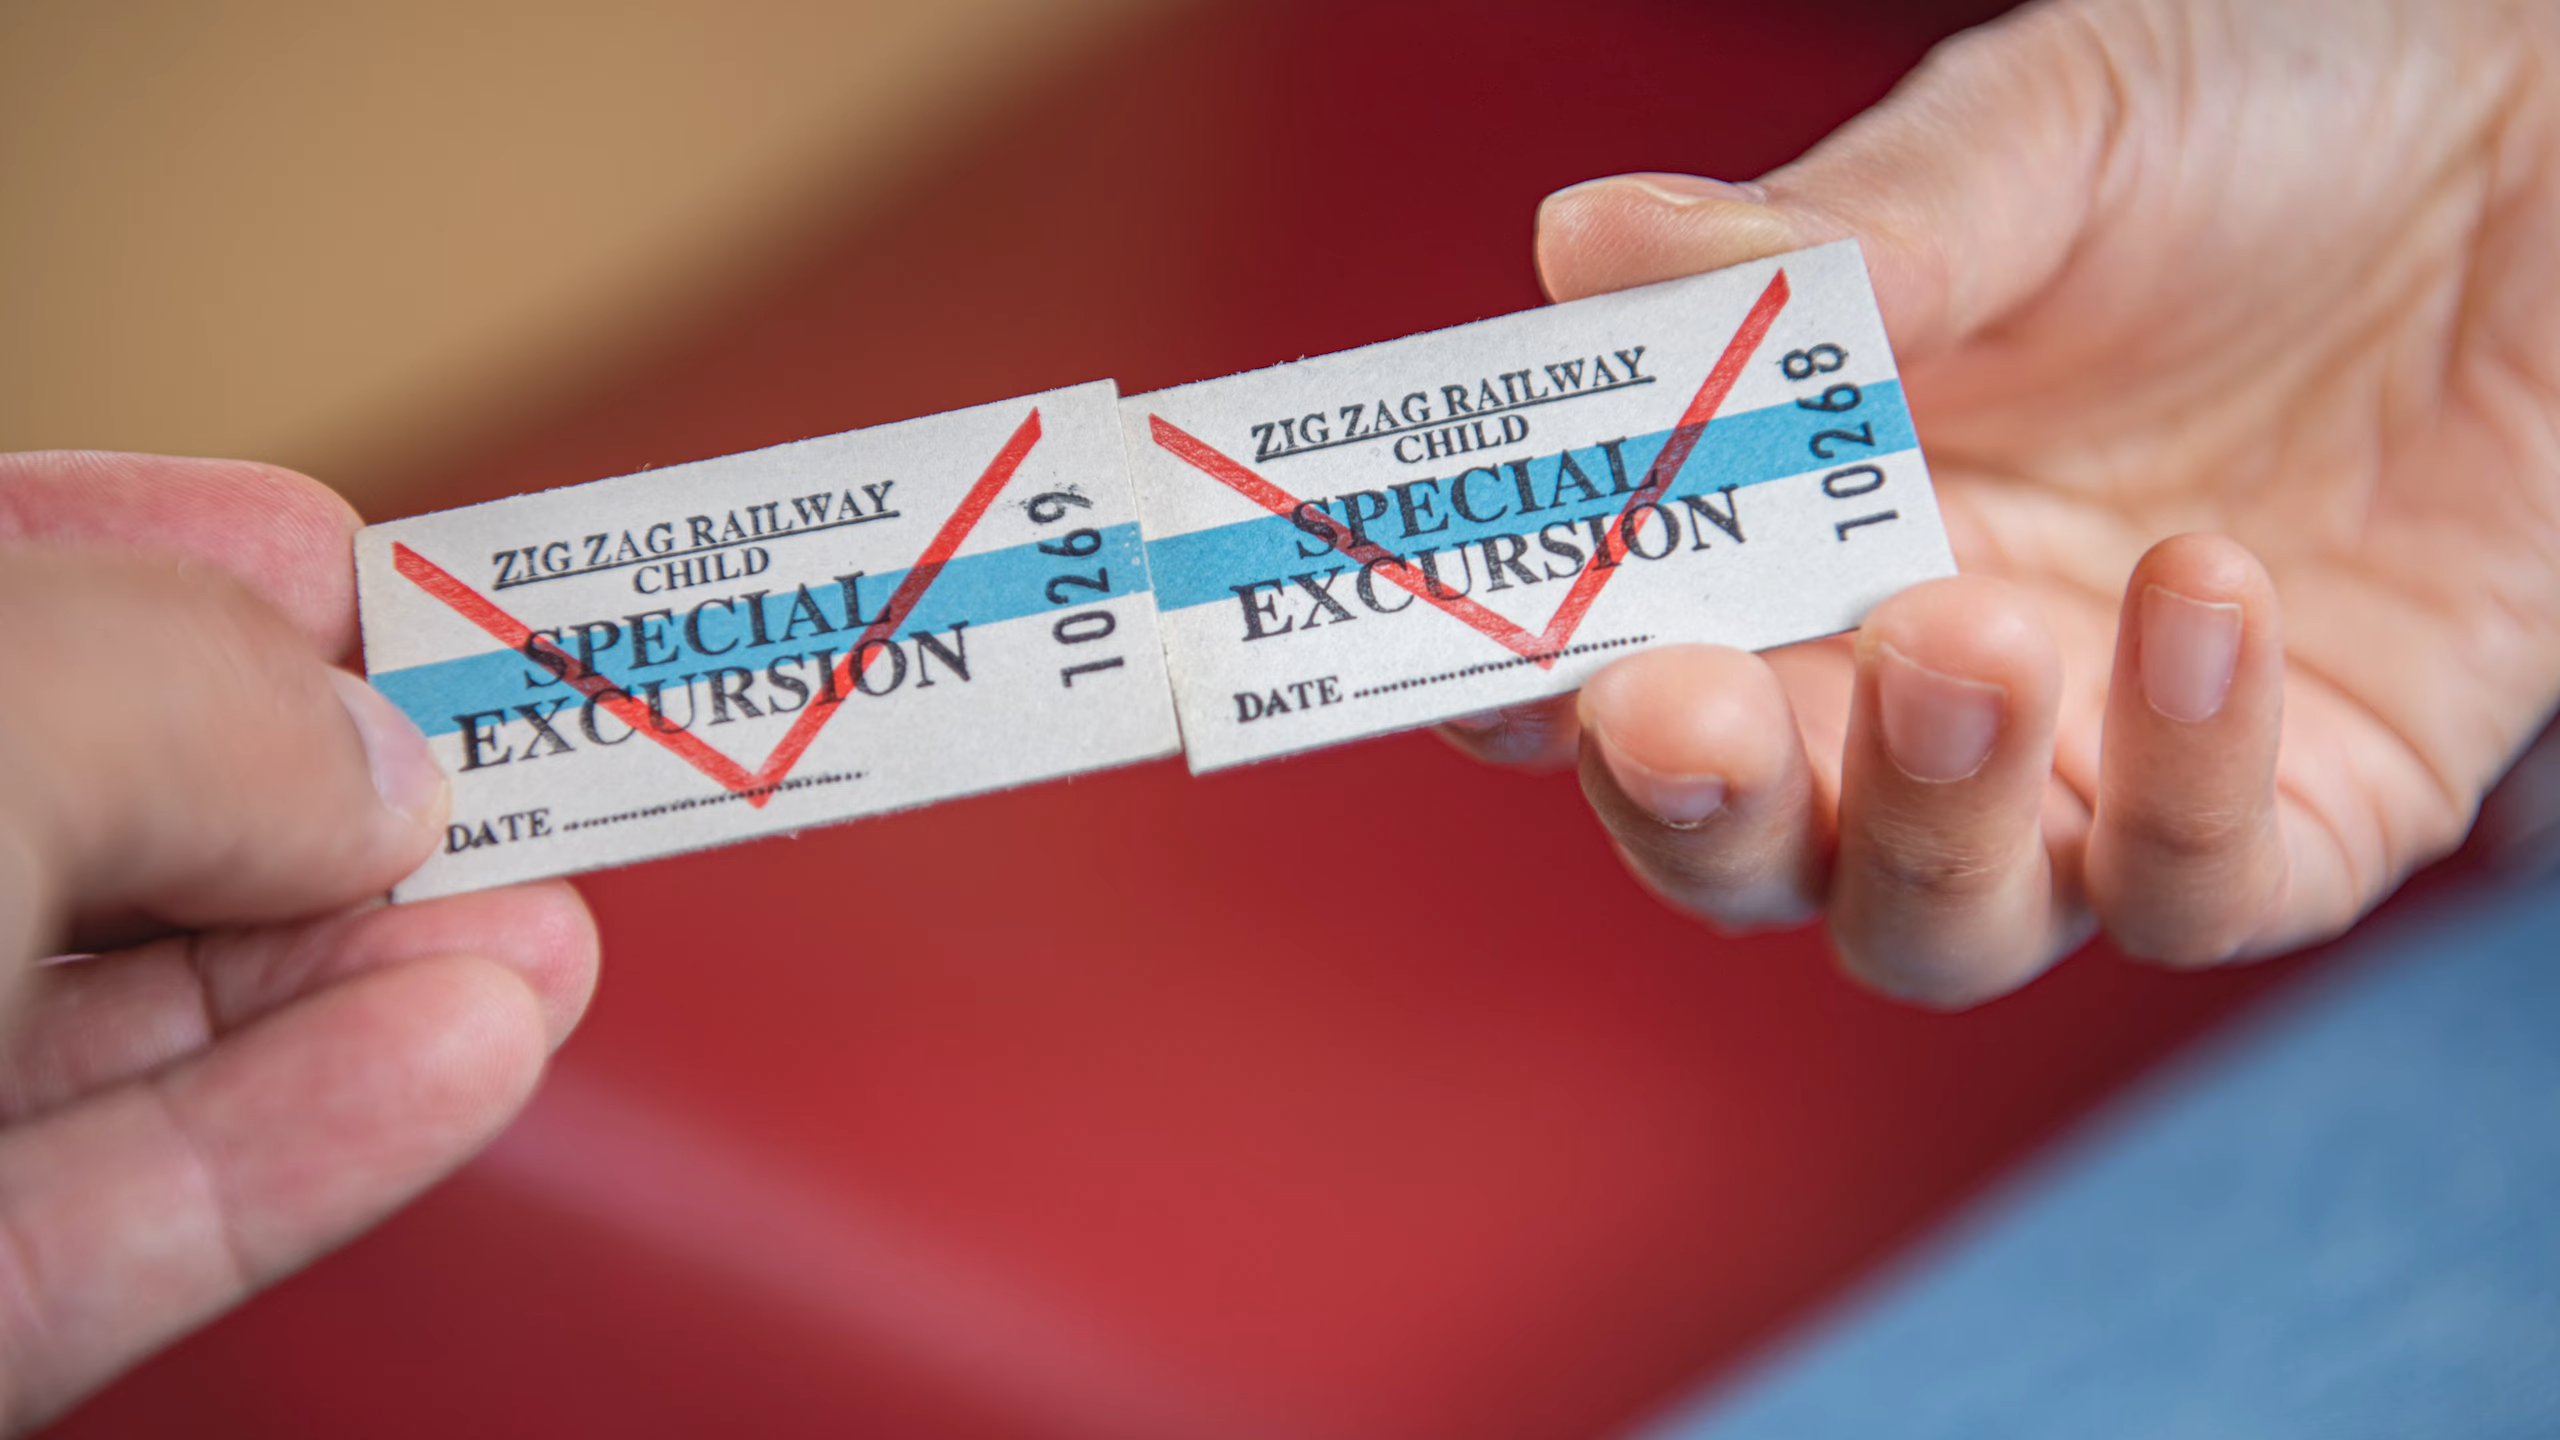 ZIG ZAG RAILWAY
CHILD
SPECIAL
EXCURSION
DATE
10269
ZIG ZAG RAILWAY
CHILD
SPECIAL
EXCURSION
DATE
10268